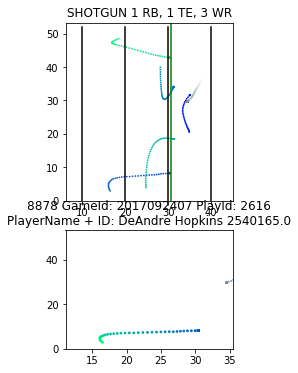 SHOTGUN 1 RB, 1 TE, 3 WR
50
40
30
20
10
0
10 20 30 40
8878 GameId: 2017092407 PlayId: 2616
PlayerName + ID: DeAndre Hopkins 2540165.0
40
20
0
15 20 25 30 35